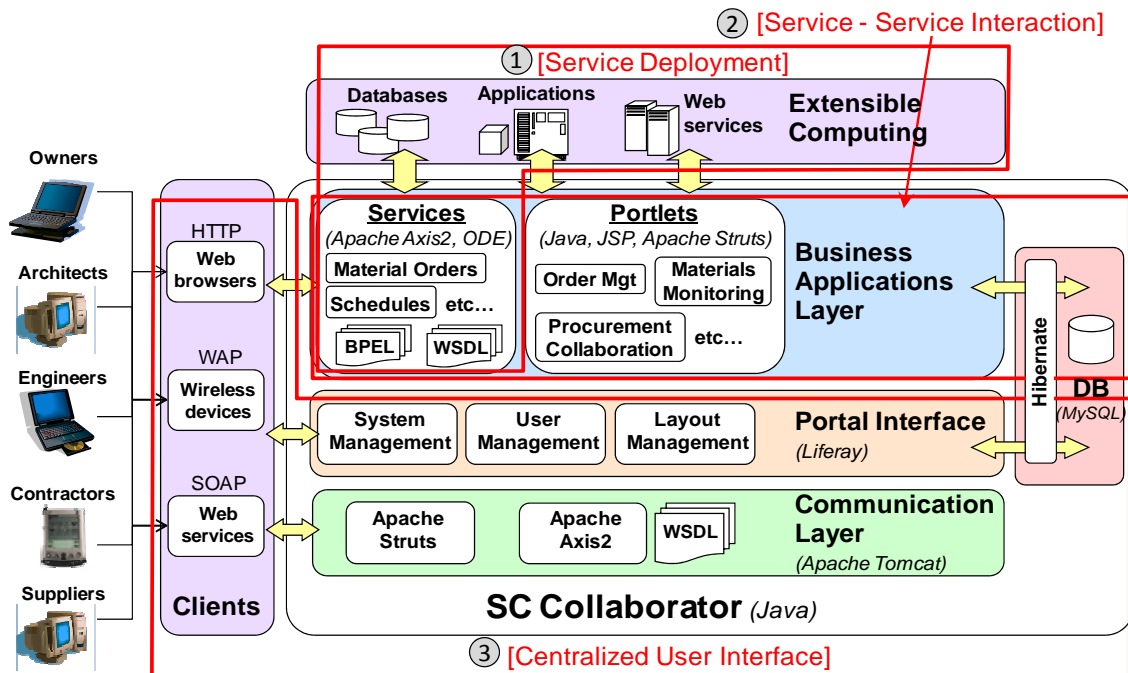 2 [Service - Service Interaction]
1 [Service Deployment]
Databases
Applications
Web
services
Extensible
Computing
Owners
Architects
Engineers
Contractors
Suppliers
HTTP
Web
browsers
WAP
Wireless
devices
SOAP
Web
services
Clients
Services
(Apache Axis2, ODE)
Material Orders
Schedules
etc…
BPEL
WSDL
Portlets
(Java, JSP, Apache Struts)
Order Mgt
Materials
Monitoring
Procurement
Collaboration
etc…
Business
Applications
Layer
System
Management
User
Management
Layout
Management
Portal Interface
(Liferay)
Hibernate
DB
(MySQL)
Apache
Struts
Apache
Axis2
WSDL
Communication
Layer
(Apache Tomcat)
SC Collaborator (Java)
3 [Centralized User Interface]